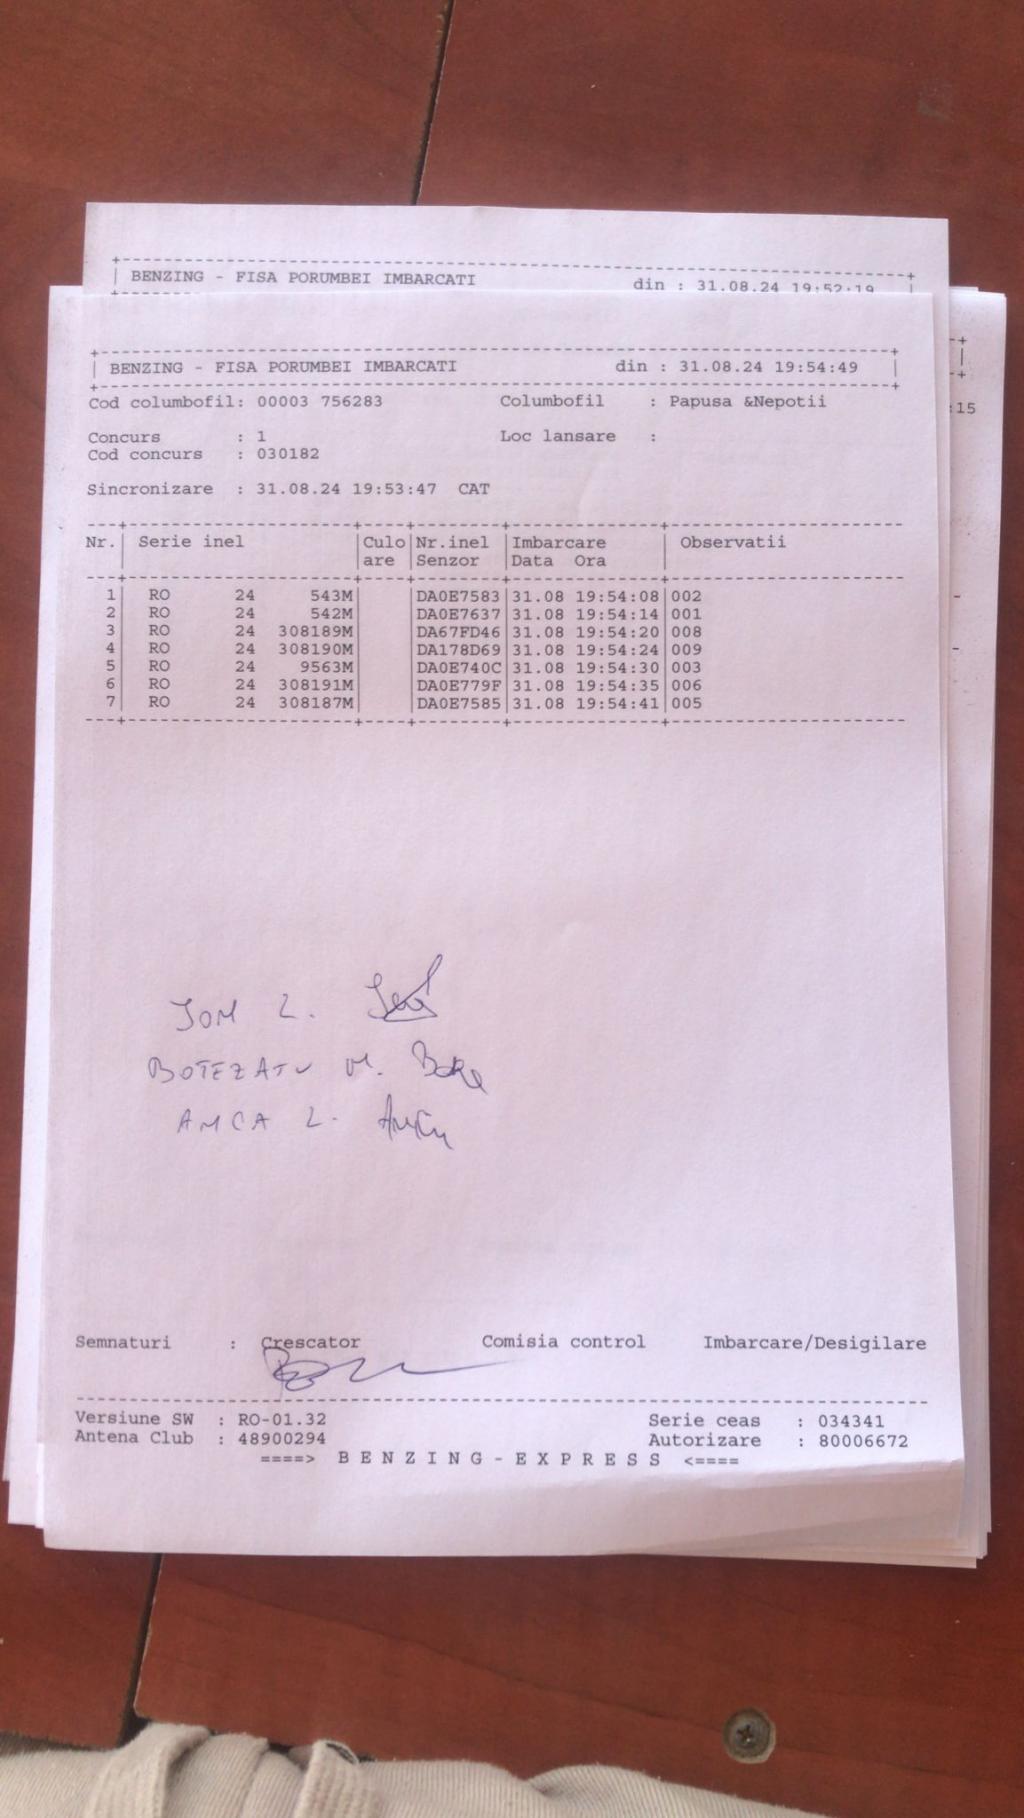 BENZING - FISA PORUMBEI IMBARCATI din : 31.08.24 19:52:19
BENZING - FISA PORUMBEI IMBARCATI din : 31.08.24 19:54:49
Cod columbofil: 00003 756283 Columbofil : Papusa &Nepotii
:15
Concurs : 1 Loc lansare :
Cod concurs : 030182
Sincronizare : 31.08.24 19:53:47 CAT
Nr. Serie inel Culo Nr.inel Imbarcare Observatii
are Senzor Data Ora
1 RO 24 543M DA0E7583 31.08 19:54:08 002
2 RO 24 542M DA0E7637 31.08 19:54:14 001
3 RO 24 308189M DA67FD46 31.08 19:54:20 008
4 RO 24 308190M DA178D69 31.08 19:54:24 009
5 RO 24 9563M DA0E740C 31.08 19:54:30 003
6 RO 24 308191M DA0E779F 31.08 19:54:35 006
7 RO 24 308187M DA0E7585 31.08 19:54:41 005
BOTEZATU M.
AMCA L.
Semnaturi : Crescator Comisia control Imbarcare/Desigilare
Versiune SW : RO-01.32 Serie ceas : 034341
Antena Club : 48900294 Autorizare : 80006672
====> B E N Z I N G - E X P R E S S <====